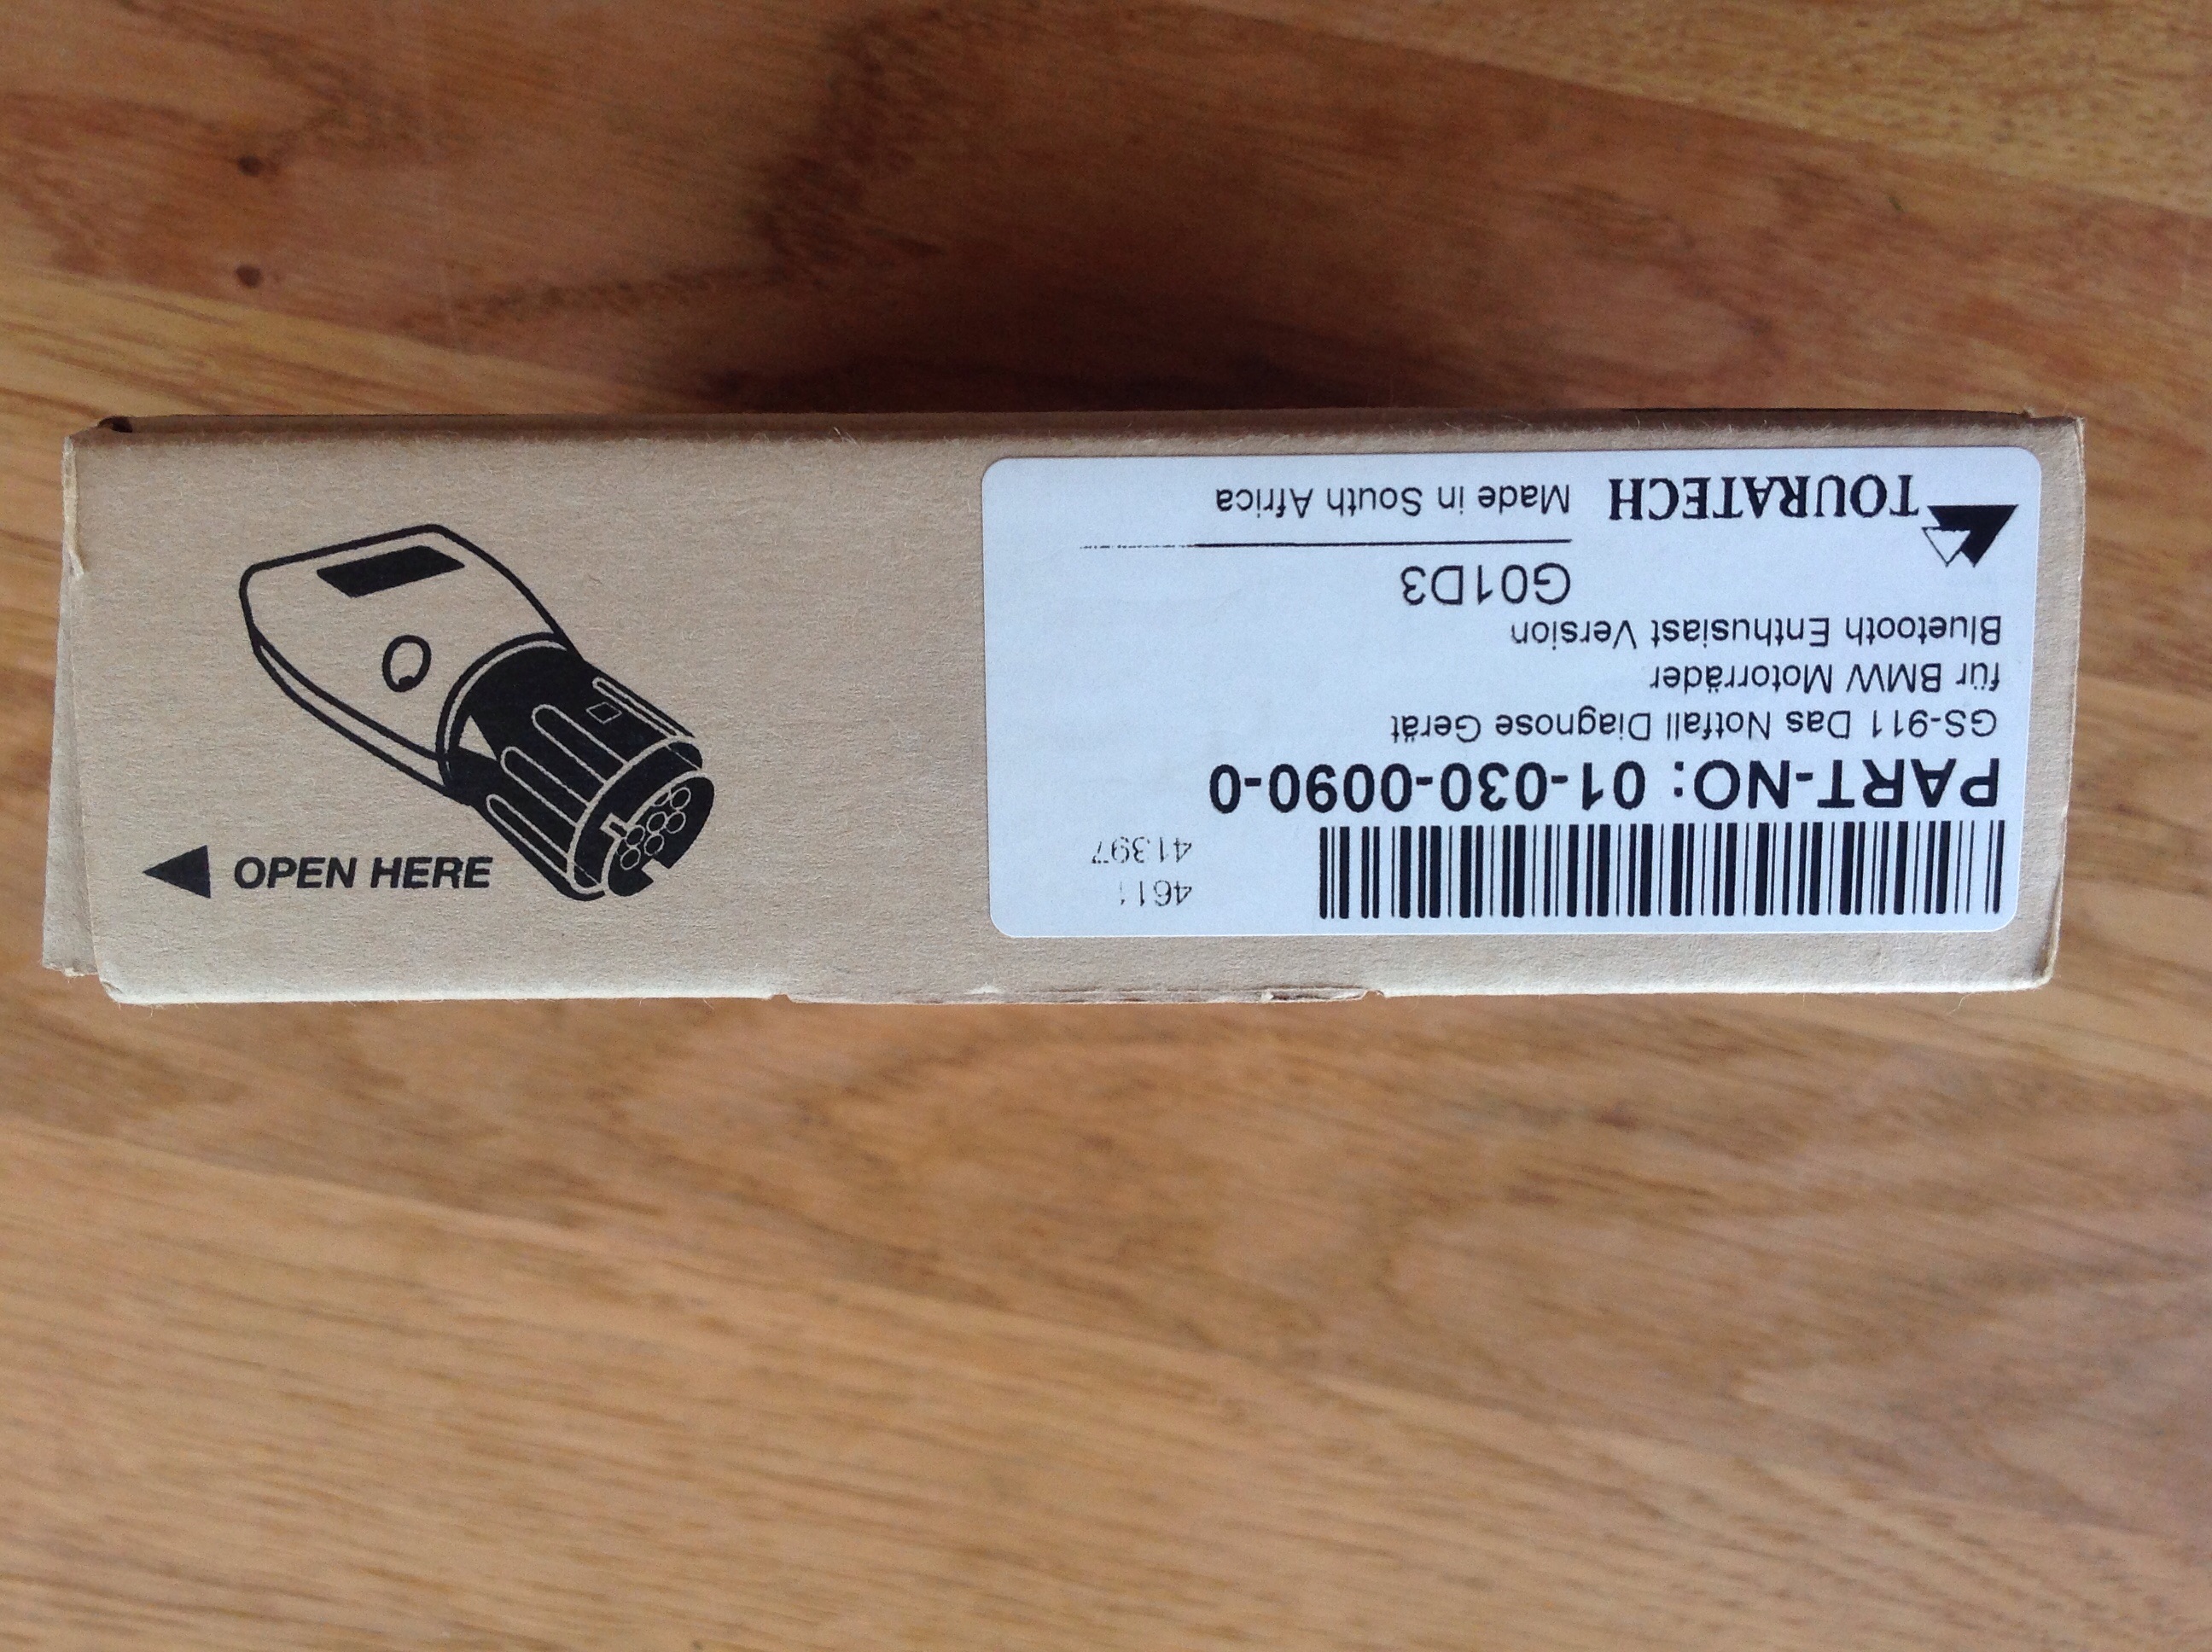 OPEN HERE
4611
41397
PART-NO: 01-030-0090-0
GS-911 Das Notfall Diagnose Gerät
für BMW Motorräder
Bluetooth Enthusiast Version
G01D3
TOURATECH
Made in South Africa